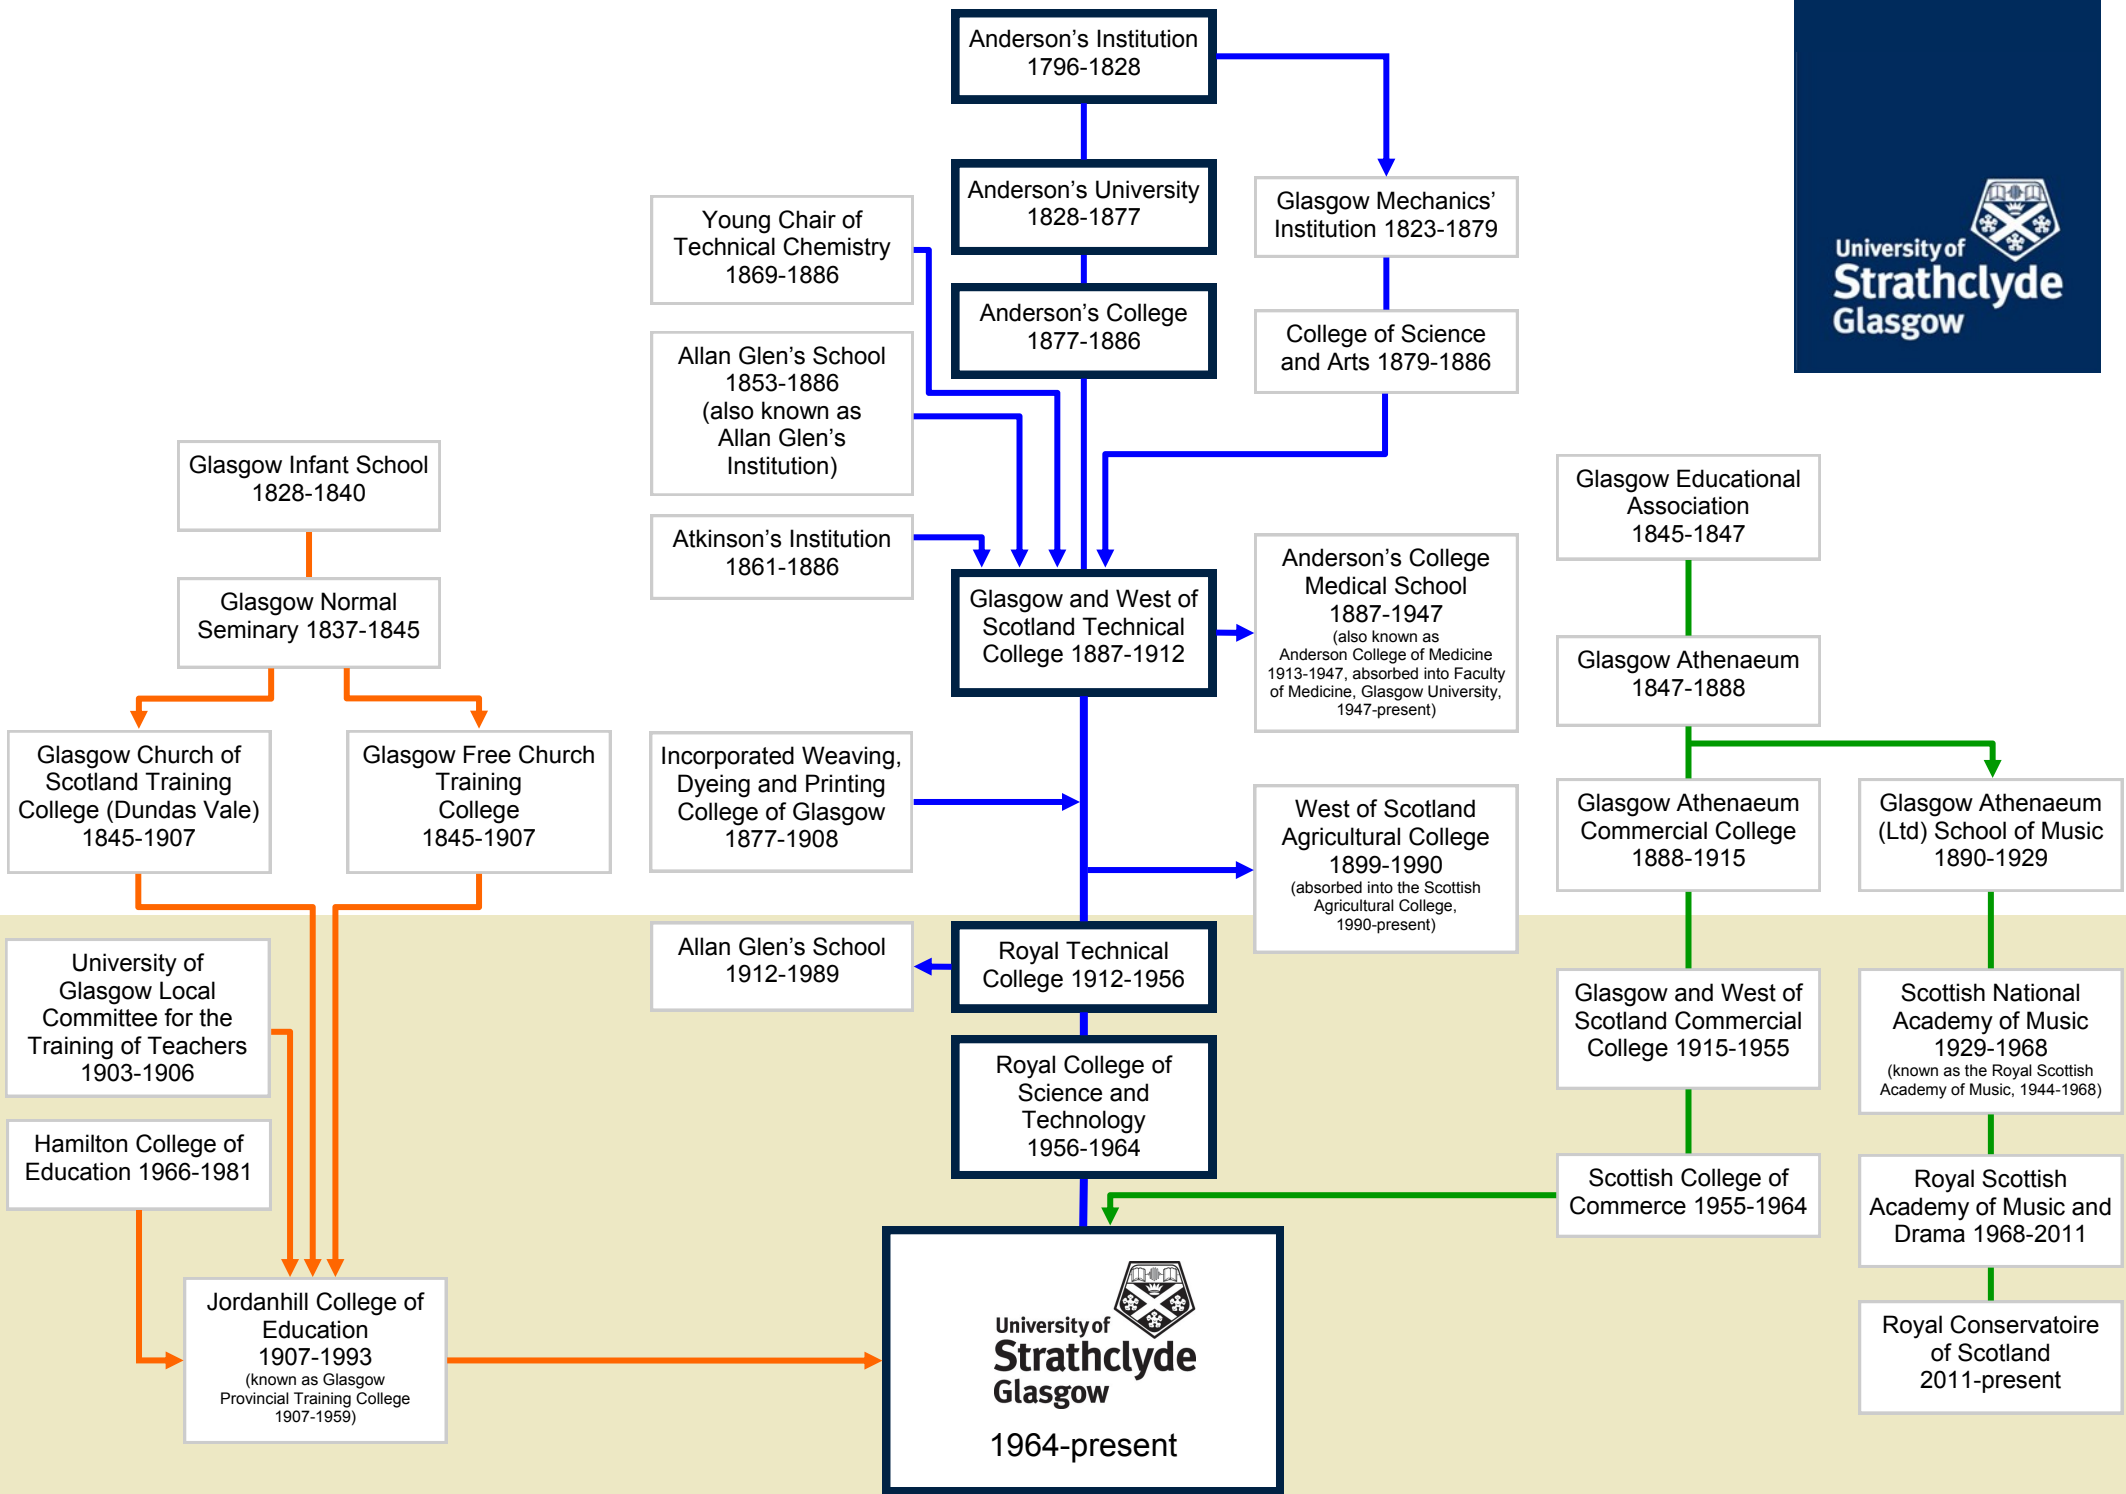 Anderson’s Institution
1796-1828
University of
Strathclyde
Glasgow
Anderson’s University
1828-1877
Glasgow Mechanics’
Institution 1823-1879
Young Chair of
Technical Chemistry
1869-1886
Anderson’s College
1877-1886
College of Science
and Arts 1879-1886
Allan Glen’s School
1853-1886
(also known as
Allan Glen’s
Institution)
Glasgow Infant School
1828-1840
Glasgow Educational
Association
1845-1847
Atkinson’s Institution
1861-1886
Anderson’s College
Medical School
1887-1947
(also known as
Anderson College of Medicine
1913-1947, absorbed into Faculty
of Medicine, Glasgow University,
1947-present)
Glasgow Normal
Seminary 1837-1845
Glasgow and West of
Scotland Technical
College 1887-1912
Glasgow Athenaeum
1847-1888
Glasgow Church of
Scotland Training
College (Dundas Vale)
1845-1907
Glasgow Free Church
Training
College
1845-1907
Incorporated Weaving,
Dyeing and Printing
College of Glasgow
1877-1908
West of Scotland
Agricultural College
1899-1990
(absorbed into the Scottish
Agricultural College,
1990-present)
Glasgow Athenaeum
Commercial College
1888-1915
Glasgow Athenaeum
(Ltd) School of Music
1890-1929
University of
Glasgow Local
Committee for the
Training of Teachers
1903-1906
Allan Glen’s School
1912-1989
Royal Technical
College 1912-1956
Glasgow and West of
Scotland Commercial
College 1915-1955
Scottish National
Academy of Music
1929-1968
(known as the Royal Scottish
Academy of Music, 1944-1968)
Royal College of
Science and
Technology
1956-1964
Hamilton College of
Education 1966-1981
Scottish College of
Commerce 1955-1964
Royal Scottish
Academy of Music and
Drama 1968-2011
Jordanhill College of
Education
1907-1993
(known as Glasgow
Provincial Training College
1907-1959)
University of
Strathclyde
Glasgow
1964-present
Royal Conservatoire
of Scotland
2011-present